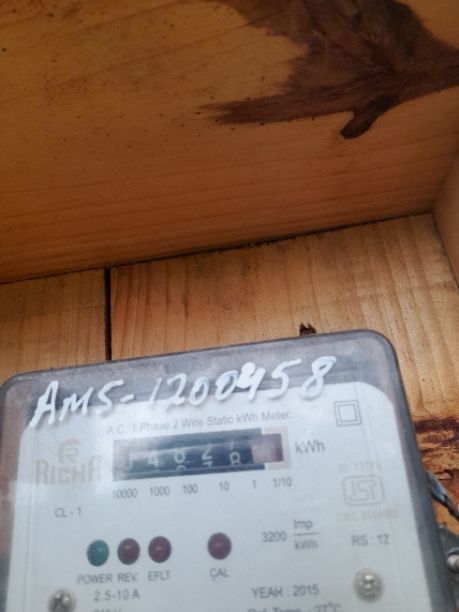 AMS-1200458
A.C. 1 Phase 2 Wire Static kWh Meter.
RICHA
kWh
10000 1000 100 10 1 1/10
CL - 1
3200 Imp/kWh
RS : 12
POWER REV. EFLT CAL
2.5-10 A
YEAR : 2015